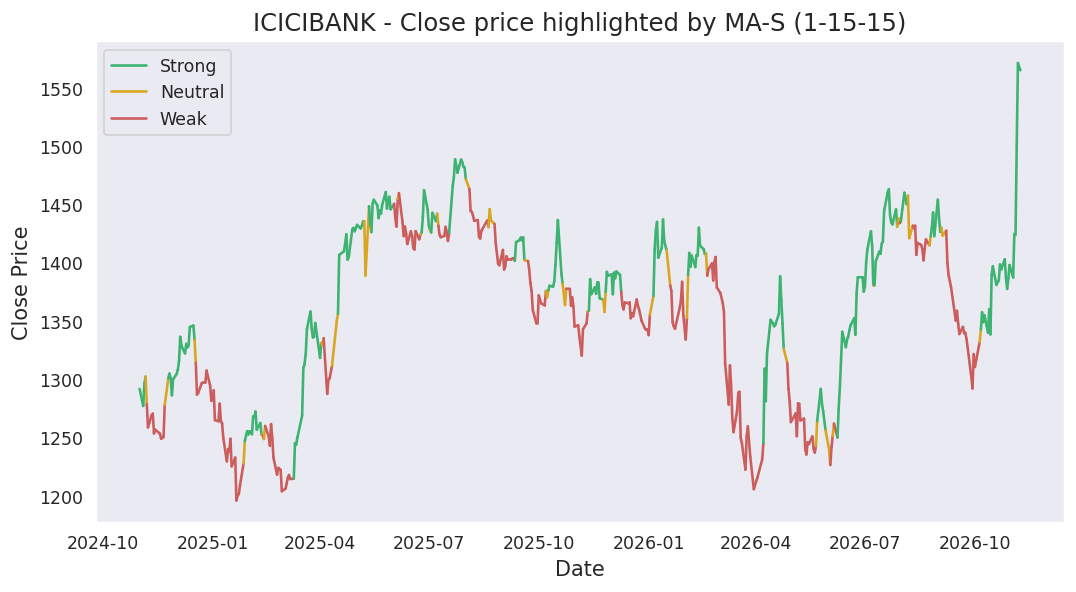 ICICIBANK - Close price highlighted by MA-S (1-15-15)
Strong
Neutral
Weak
Close Price
1550
1500
1450
1400
1350
1300
1250
1200
2024-10 2025-01 2025-04 2025-07 2025-10 2026-01 2026-04 2026-07 2026-10
Date